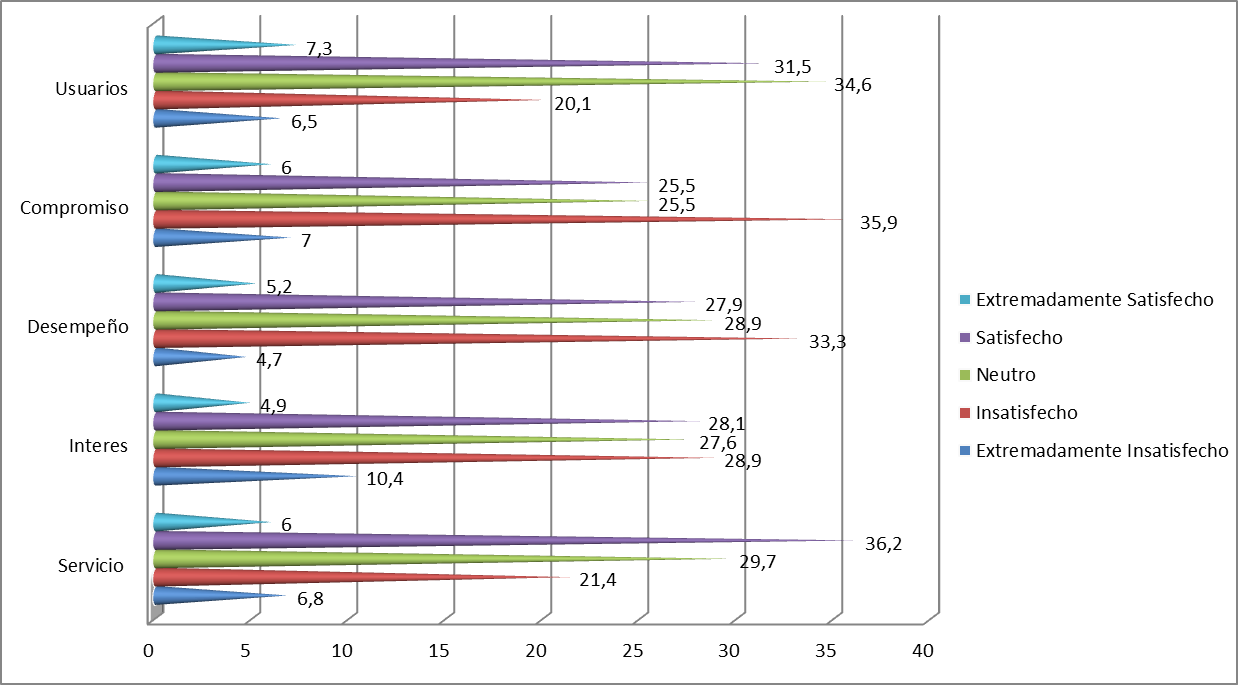 7,3
31,5
Usuarios
34,6
20,1
6,5
6
25,5
Compromiso
25,5
35,9
7
5,2
27,9
Desempeño
28,9
33,3
4,7
4,9
28,1
Interes
27,6
28,9
10,4
6
36,2
Servicio
29,7
21,4
6,8
0 5 10 15 20 25 30 35 40
Extremadamente Satisfecho
Satisfecho
Neutro
Insatisfecho
Extremadamente Insatisfecho